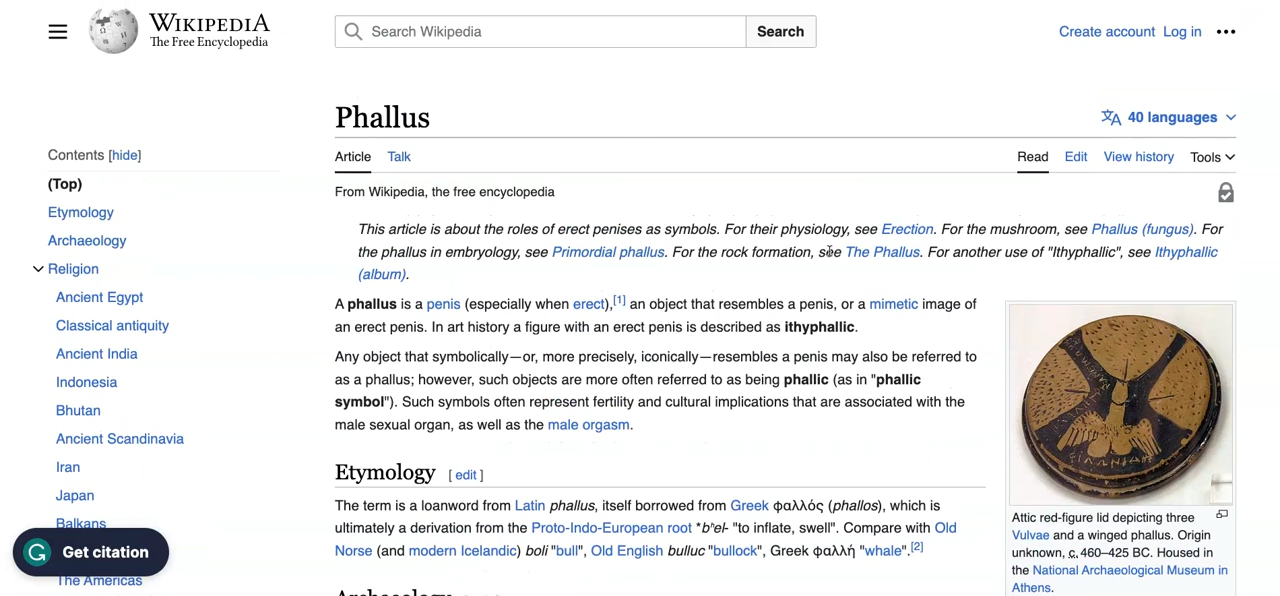 WIKIPEDIA
The Free Encyclopedia
Search Wikipedia
Search
Create account Log in
Phallus
40 languages
Contents [hide]
(Top)
Etymology
Archaeology
Religion
Ancient Egypt
Classical antiquity
Ancient India
Indonesia
Bhutan
Ancient Scandinavia
Iran
Japan
Balkans
The Americas
Get citation
Article Talk
Read Edit View history Tools
From Wikipedia, the free encyclopedia
This article is about the roles of erect penises as symbols. For their physiology, see Erection. For the mushroom, see Phallus (fungus). For
the phallus in embryology, see Primordial phallus. For the rock formation, see The Phallus. For another use of "Ithyphallic", see Ithyphallic
(album).
A phallus is a penis (especially when erect),[1] an object that resembles a penis, or a mimetic image of
an erect penis. In art history a figure with an erect penis is described as ithyphallic.
Any object that symbolically—or, more precisely, iconically—resembles a penis may also be referred to
as a phallus; however, such objects are more often referred to as being phallic (as in "phallic
symbol"). Such symbols often represent fertility and cultural implications that are associated with the
male sexual organ, as well as the male orgasm.
Etymology [ edit ]
The term is a loanword from Latin phallus, itself borrowed from Greek φαλλός (phallos), which is
ultimately a derivation from the Proto-Indo-European root *bʰel- "to inflate, swell". Compare with Old
Norse (and modern Icelandic) boli "bull", Old English bulluc "bullock", Greek φαλλή "whale".[2]
Attic red-figure lid depicting three
Vulvae and a winged phallus. Origin
unknown, c. 460–425 BC. Housed in
the National Archaeological Museum in
Athens.